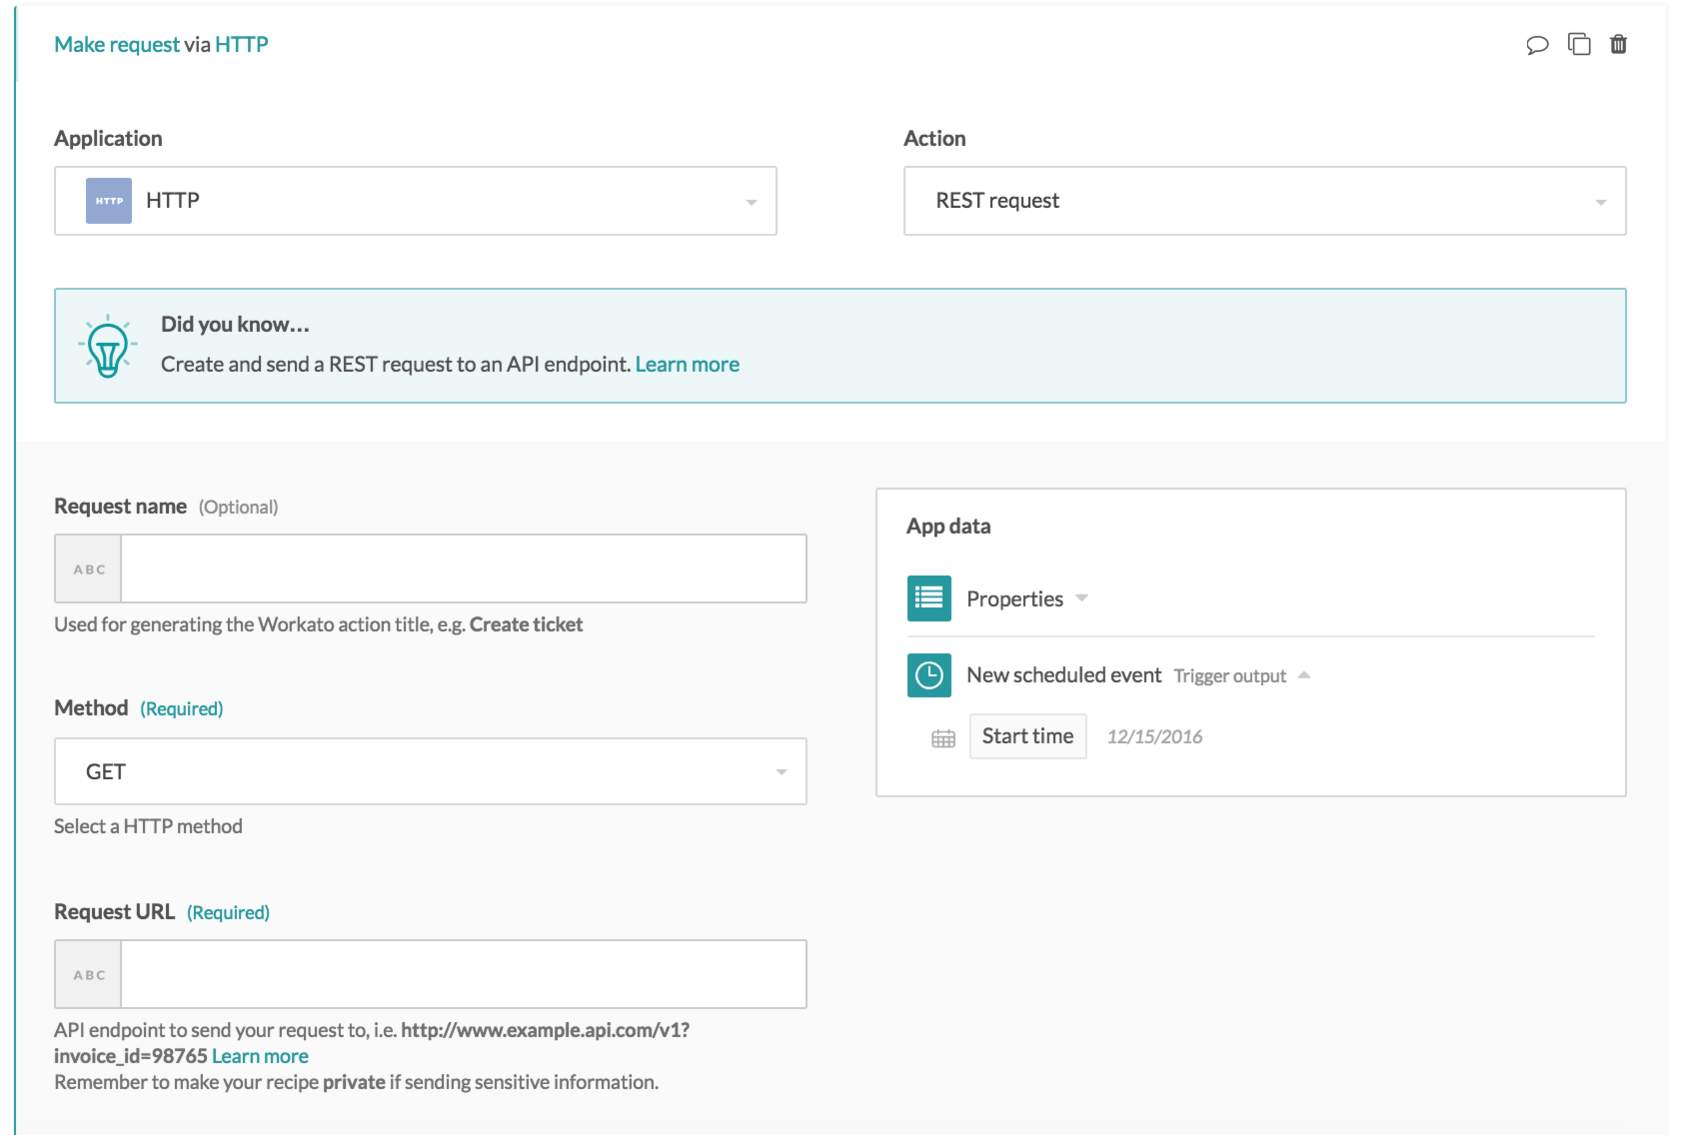 Make request via HTTP
Application
Action
HTTP
HTTP
REST request
Did you know...
Create and send a REST request to an API endpoint. Learn more
Request name (Optional)
ABC
Used for generating the Workato action title, e.g. Create ticket
Method (Required)
GET
Select a HTTP method
Request URL (Required)
ABC
API endpoint to send your request to, i.e. http://www.example.api.com/v1?
invoice_id=98765 Learn more
Remember to make your recipe private if sending sensitive information.
App data
Properties
New scheduled event Trigger output
Start time 12/15/2016